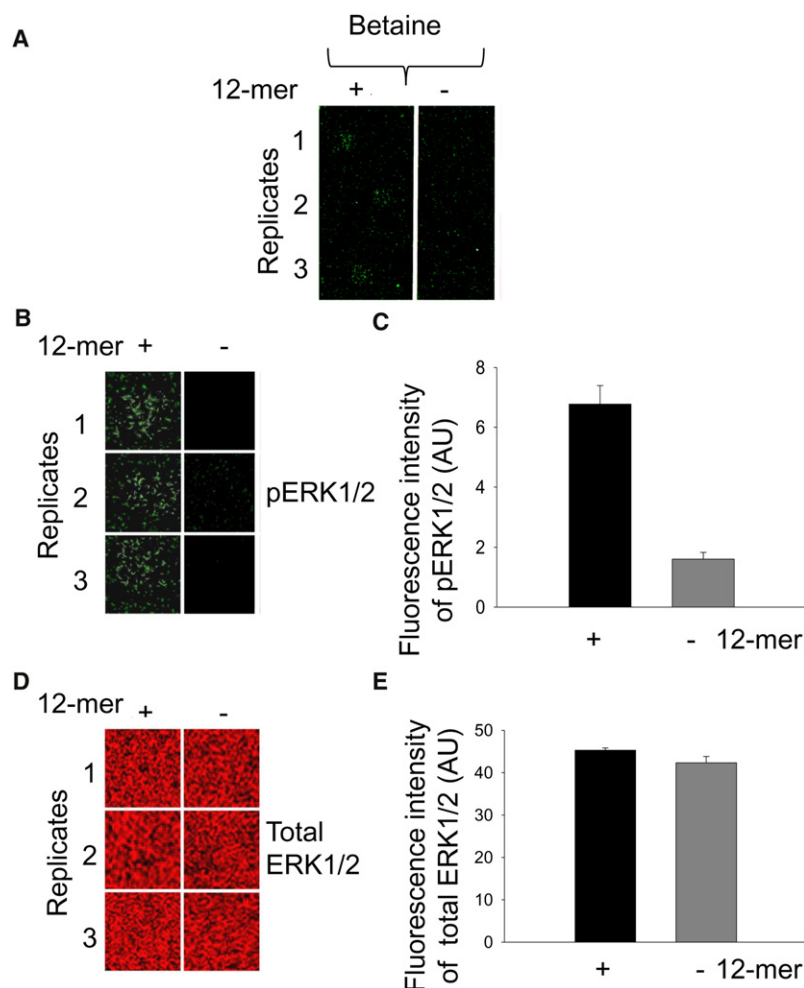 A
Betaine
12-mer + -
Replicates
1
2
3
B
12-mer + -
Replicates
1
2
3
pERK1/2
C
Fluorescence intensity
of pERK1/2 (AU)
8
6
4
2
0
+ - 12-mer
D
12-mer + -
Replicates
1
2
3
Total
ERK1/2
E
Fluorescence intensity
of total ERK1/2 (AU)
50
40
30
20
10
0
+ - 12-mer